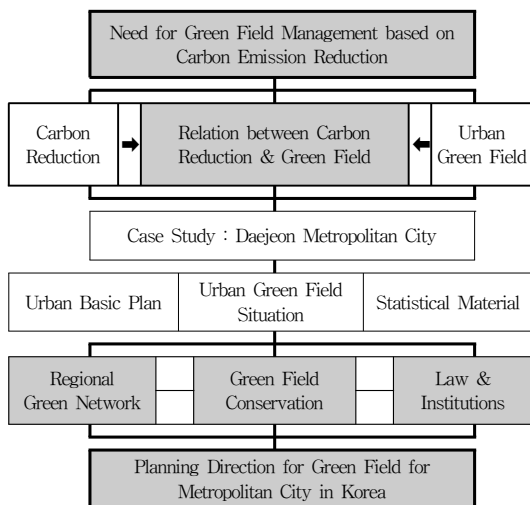 Need for Green Field Management based on
Carbon Emission Reduction
Carbon
Reduction
Relation between Carbon
Reduction & Green Field
Urban
Green Field
Case Study : Daejeon Metropolitan City
Urban Basic Plan
Urban Green Field
Situation
Statistical Material
Regional
Green Network
Green Field
Conservation
Law &
Institutions
Planning Direction for Green Field for
Metropolitan City in Korea